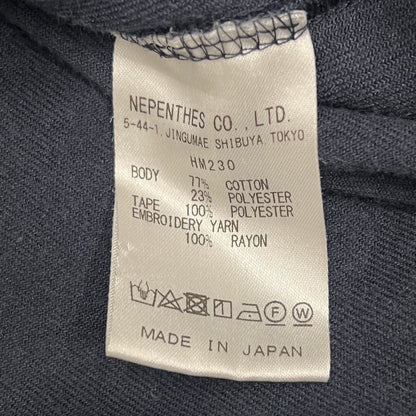 NEPENTHES CO., LTD.
5-44-1, JINGUMAE SHIBUYA, TOKYO
HM230
BODY 77% COTTON
23% POLYESTER
TAPE 100% POLYESTER
EMBROIDERY YARN
100% RAYON
F W
MADE IN JAPAN